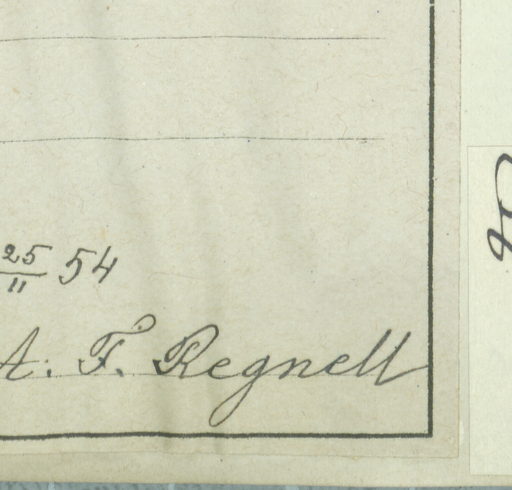 25/11 54
A. F. Regnell